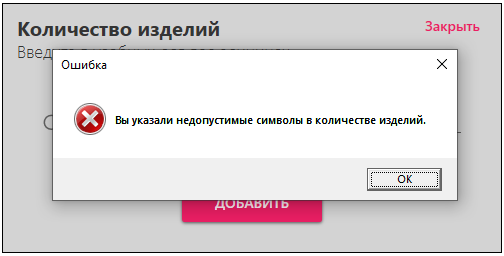 Количество изделий
Закрыть
Ошибка
Вы указали недопустимые символы в количестве изделий.
OK
ДОБАВИТЬ